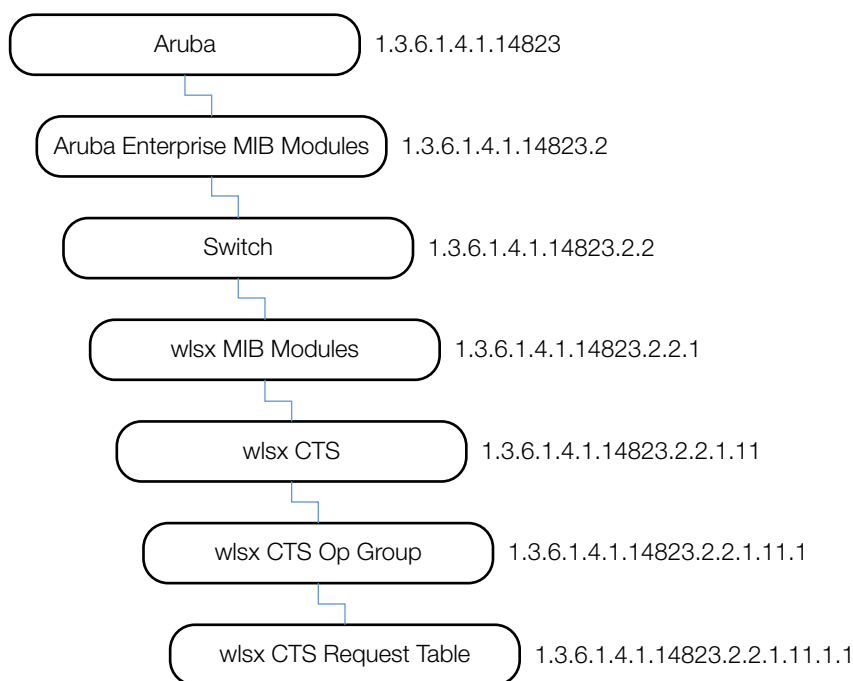 Aruba 1.3.6.1.4.1.14823
Aruba Enterprise MIB Modules 1.3.6.1.4.1.14823.2
Switch 1.3.6.1.4.1.14823.2.2
wlsx MIB Modules 1.3.6.1.4.1.14823.2.2.1
wlsx CTS 1.3.6.1.4.1.14823.2.2.1.11
wlsx CTS Op Group 1.3.6.1.4.1.14823.2.2.1.11.1
wlsx CTS Request Table 1.3.6.1.4.1.14823.2.2.1.11.1.1